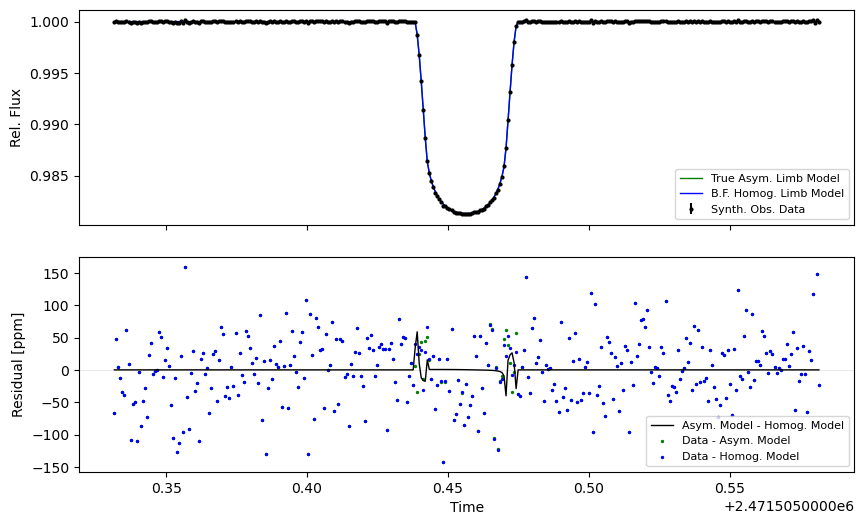 1.000
0.995
0.990
0.985
Rel. Flux
True Asym. Limb Model
B.F. Homog. Limb Model
Synth. Obs. Data
150
100
50
0
−50
−100
−150
Residual [ppm]
Asym. Model - Homog. Model
Data - Asym. Model
Data - Homog. Model
0.35
0.40
0.45
0.50
0.55
Time
+2.4715050000e6